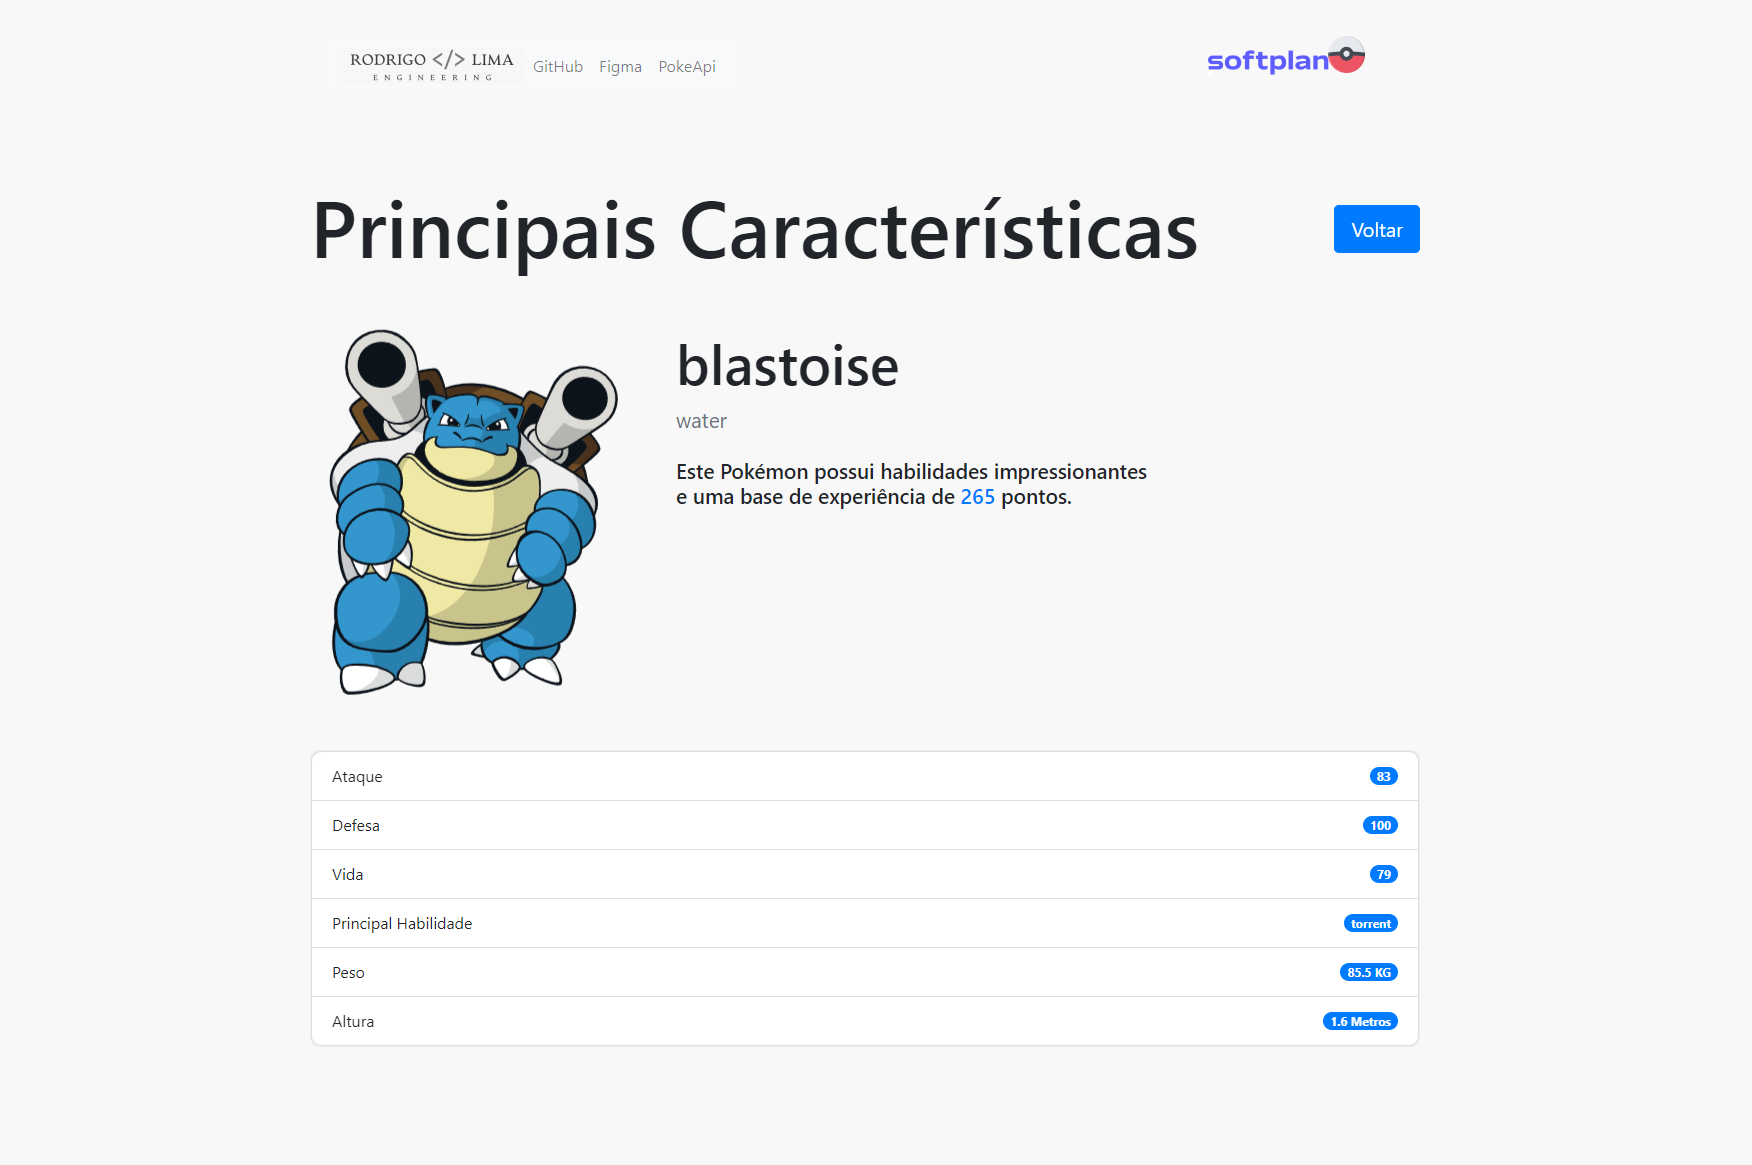 RODRIGO </> LIMA
ENGINEERING
GitHub Figma PokeApi
softplan
Principais Características
Voltar
blastoise
water
Este Pokémon possui habilidades impressionantes
e uma base de experiência de 265 pontos.
Ataque 83
Defesa 100
Vida 79
Principal Habilidade torrent
Peso 85.5 KG
Altura 1.6 Metros